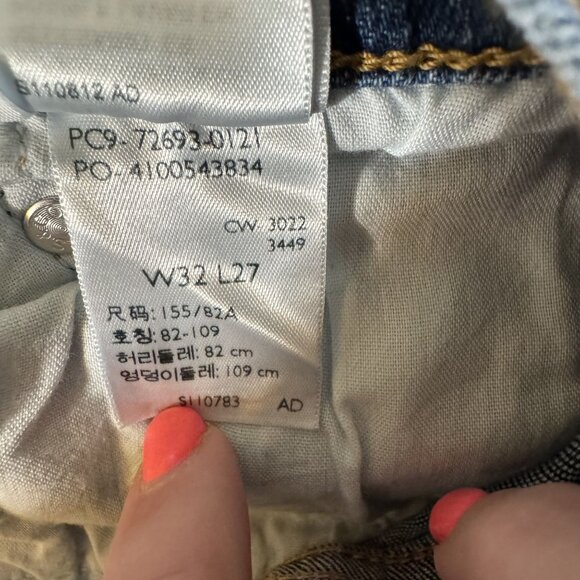 S110812 AD
PC9-72693-0121
PO-4100543834
CW 3022
3449
W32 L27
尺码:155/82A
호칭:82-109
허리둘레: 82 cm
엉덩이둘레: 109 cm
S110783 AD